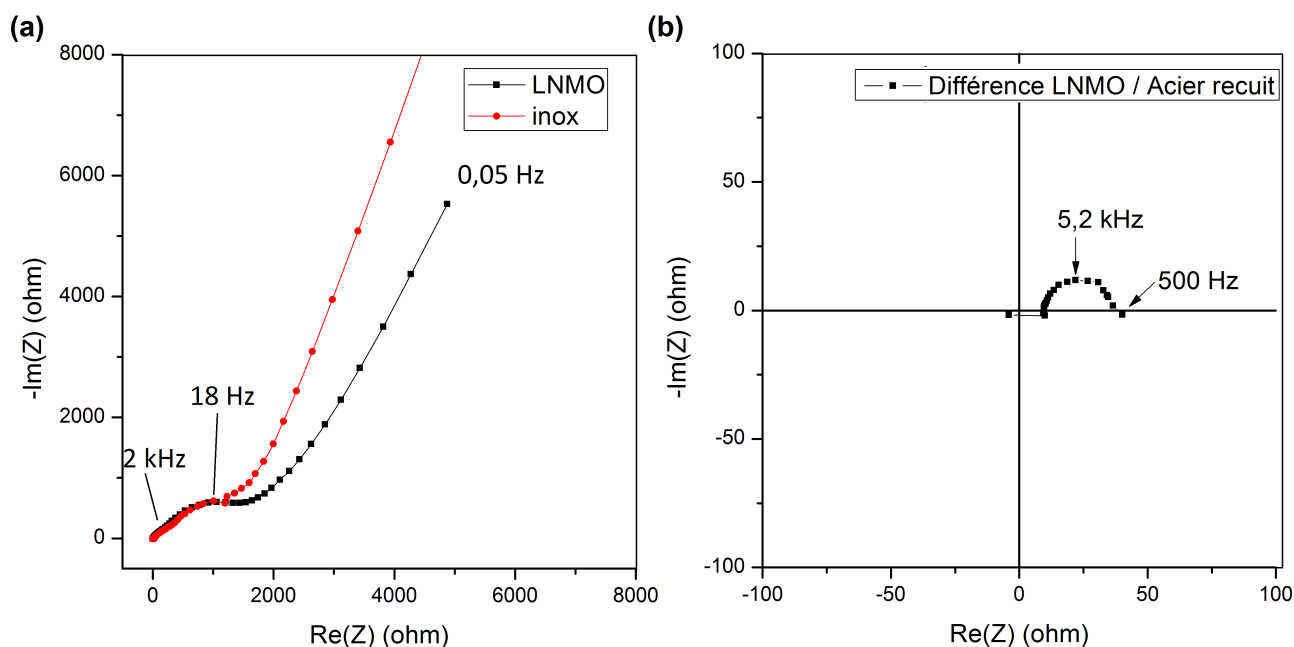 (a)
8000
6000
4000
2000
0
-Im(Z) (ohm)
LNMO
inox
0,05 Hz
18 Hz
2 kHz
0 2000 4000 6000 8000
Re(Z) (ohm)
(b)
100
50
0
-50
-100
-Im(Z) (ohm)
Différence LNMO / Acier recuit
5,2 kHz
500 Hz
-100 -50 0 50 100
Re(Z) (ohm)